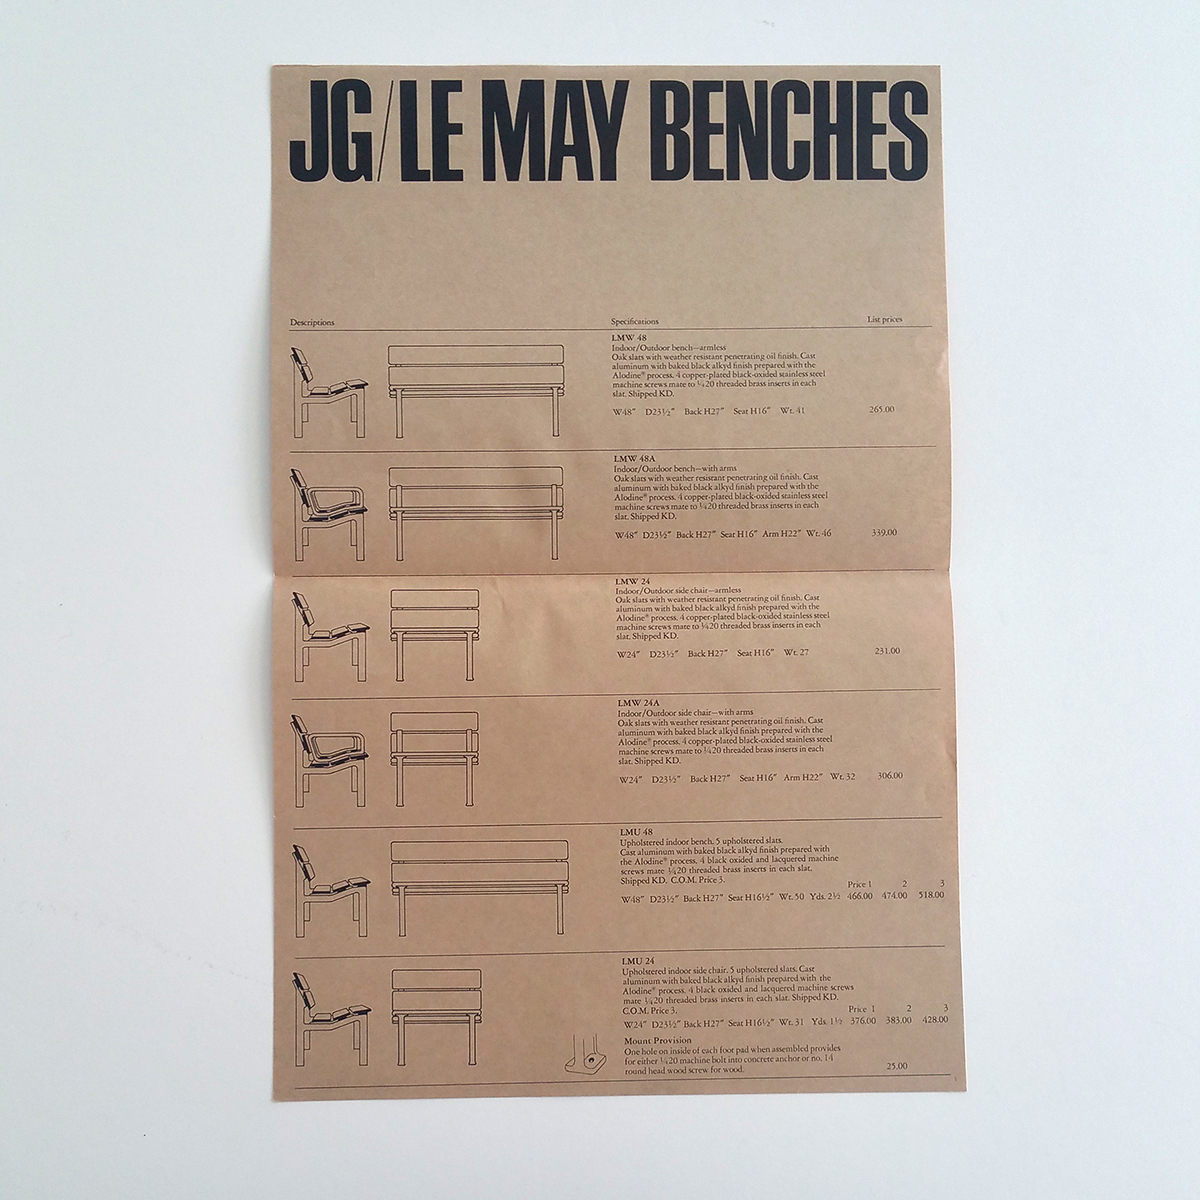 JG/LE MAY BENCHES
Descriptions Specifications List prices
LMW 48
Indoor/Outdoor bench—armless
Oak slats with weather resistant penetrating oil finish. Cast
aluminum with baked black alkyd finish prepared with the
Alodine® process. 4 copper-plated black-oxided stainless steel
machine screws mate to ¼20 threaded brass inserts in each
slat. Shipped KD.
W48″ D23½″ Back H27″ Seat H16″ Wt. 41 265.00
LMW 48A
Indoor/Outdoor bench—with arms
Oak slats with weather resistant penetrating oil finish. Cast
aluminum with baked black alkyd finish prepared with the
Alodine® process. 4 copper-plated black-oxided stainless steel
machine screws mate to ¼20 threaded brass inserts in each
slat. Shipped KD.
W48″ D23½″ Back H27″ Seat H16″ Arm H22″ Wt. 46 339.00
LMW 24
Indoor/Outdoor side chair—armless
Oak slats with weather resistant penetrating oil finish. Cast
aluminum with baked black alkyd finish prepared with the
Alodine® process. 4 copper-plated black-oxided stainless steel
machine screws mate to ¼20 threaded brass inserts in each
slat. Shipped KD.
W24″ D23½″ Back H27″ Seat H16″ Wt. 27 231.00
LMW 24A
Indoor/Outdoor side chair—with arms
Oak slats with weather resistant penetrating oil finish. Cast
aluminum with baked black alkyd finish prepared with the
Alodine® process. 4 copper-plated black-oxided stainless steel
machine screws mate to ¼20 threaded brass inserts in each
slat. Shipped KD.
W24″ D23½″ Back H27″ Seat H16″ Arm H22″ Wt. 32 306.00
LMU 48
Upholstered indoor bench. 5 upholstered slats.
Cast aluminum with baked black alkyd finish prepared with
the Alodine® process. 4 black oxided and lacquered machine
screws mate ¼20 threaded brass inserts in each slat.
Shipped KD. C.O.M. Price 3.
Price 1 2 3
W48″ D23½″ Back H27″ Seat H16½″ Wt. 50 Yds. 2½ 466.00 474.00 518.00
LMU 24
Upholstered indoor side chair. 5 upholstered slats. Cast
aluminum with baked black alkyd finish prepared with the
Alodine® process. 4 black oxided and lacquered machine screws
mate ¼20 threaded brass inserts in each slat. Shipped KD.
C.O.M. Price 3.
Price 1 2 3
W24″ D23½″ Back H27″ Seat H16½″ Wt. 31 Yds. 1½ 376.00 383.00 428.00
Mount Provision
One hole on inside of each foot pad when assembled provides
for either ¼20 machine bolt into concrete anchor or no. 14
round head wood screw for wood. 25.00